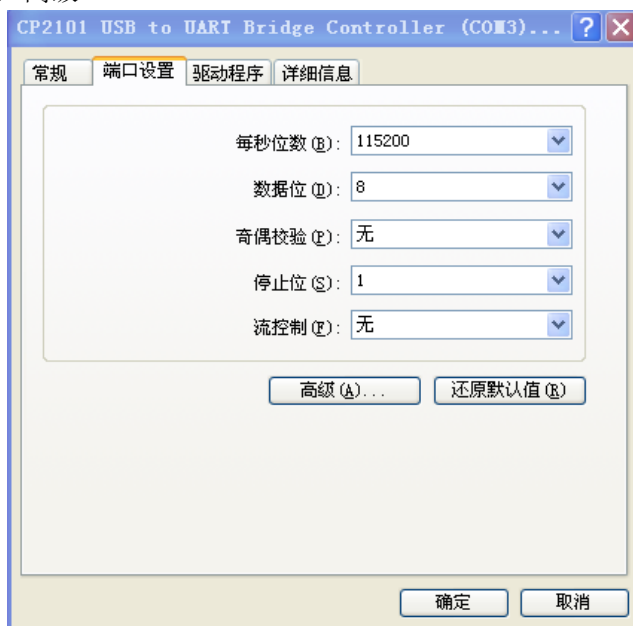 CP2101 USB to UART Bridge Controller (COM3)...
常规 端口设置 驱动程序 详细信息
每秒位数(B): 115200
数据位(D): 8
奇偶校验(P): 无
停止位(S): 1
流控制(F): 无
高级(A)... 还原默认值(R)
确定 取消